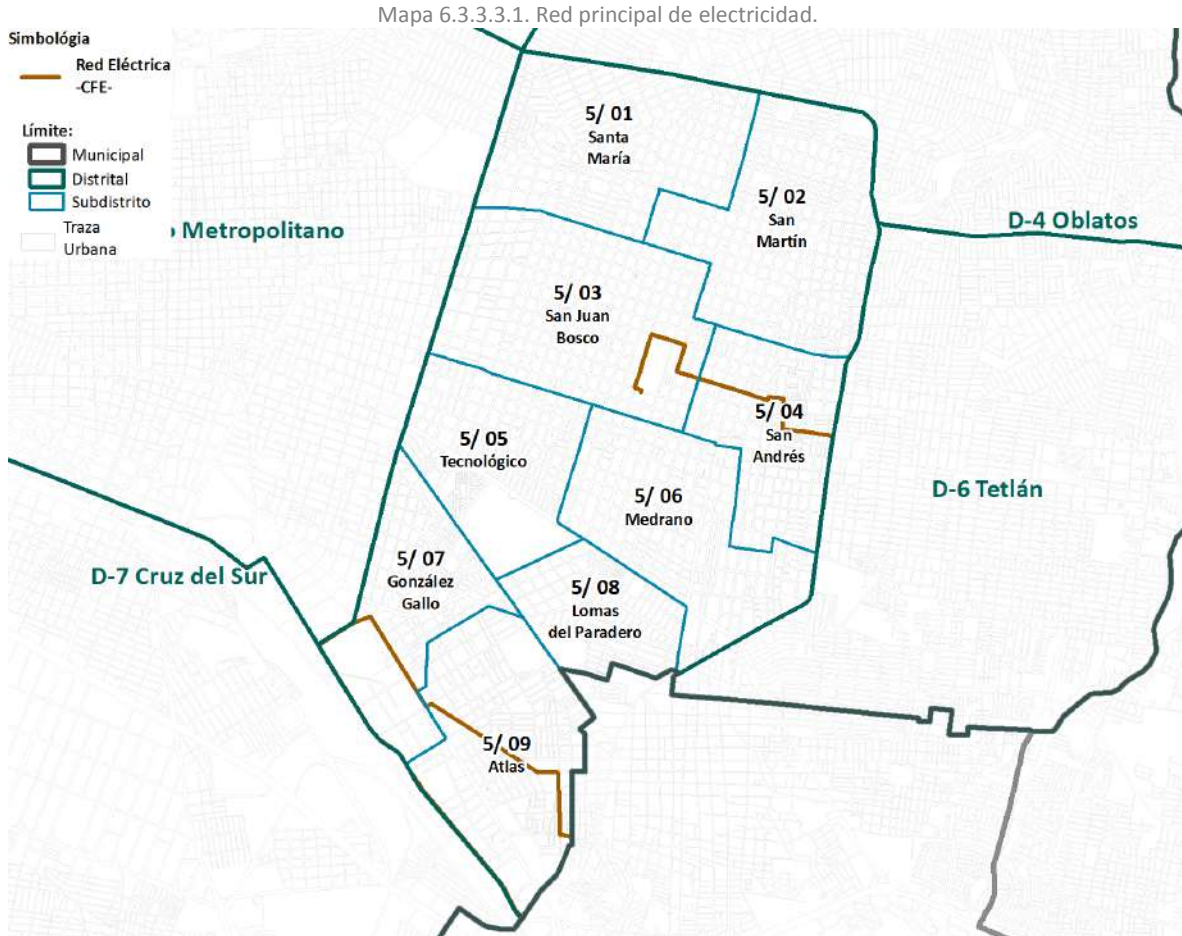 Mapa 6.3.3.3.1. Red principal de electricidad.
Simbológia
Red Eléctrica
-CFE-
Límite:
Municipal
Distrital
Subdistrito
Traza
Urbana
o Metropolitano
5/ 01
Santa
María
5/ 02
San
Martín
D-4 Oblatos
5/ 03
San Juan
Bosco
5/ 04
San
Andrés
5/ 05
Tecnológico
D-6 Tetlán
5/ 06
Medrano
5/ 07
González
Gallo
D-7 Cruz del Sur
5/ 08
Lomas
del Paradero
5/ 09
Atlas